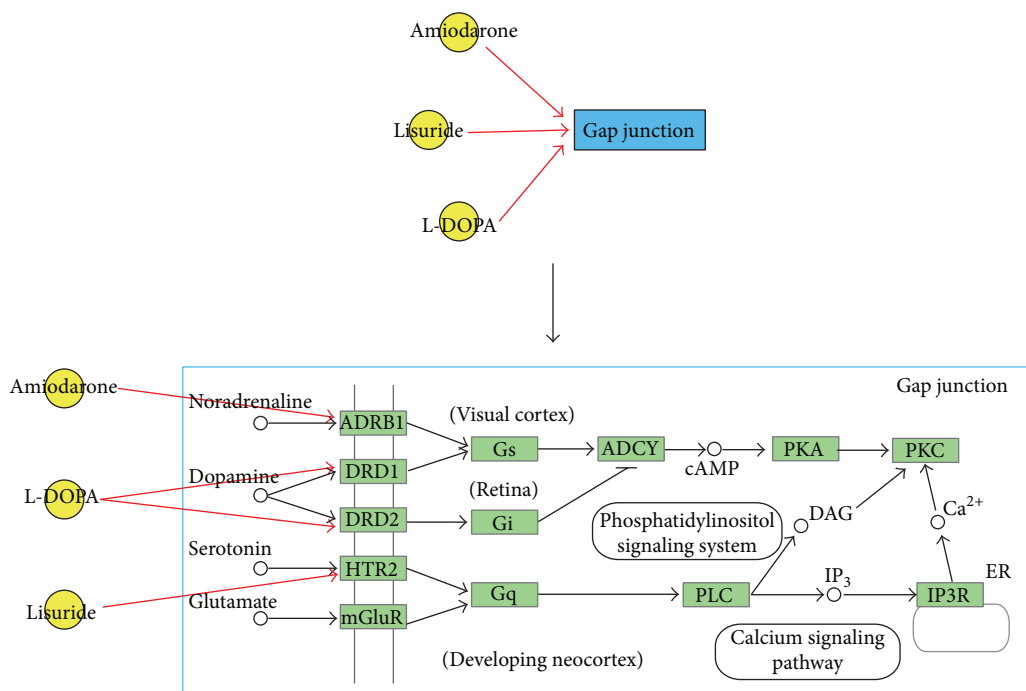 Amiodarone
Lisuride
Gap junction
L-DOPA
Gap junction
Amiodarone
Noradrenaline
ADRB1
(Visual cortex)
Gs
ADCY
cAMP
PKA
PKC
L-DOPA
Dopamine
DRD1
DRD2
(Retina)
Gi
Phosphatidylinositol
signaling system
DAG
Ca2+
Serotonin
HTR2
Lisuride
Glutamate
mGluR
Gq
PLC
IP3
IP3R
ER
(Developing neocortex)
Calcium signaling
pathway